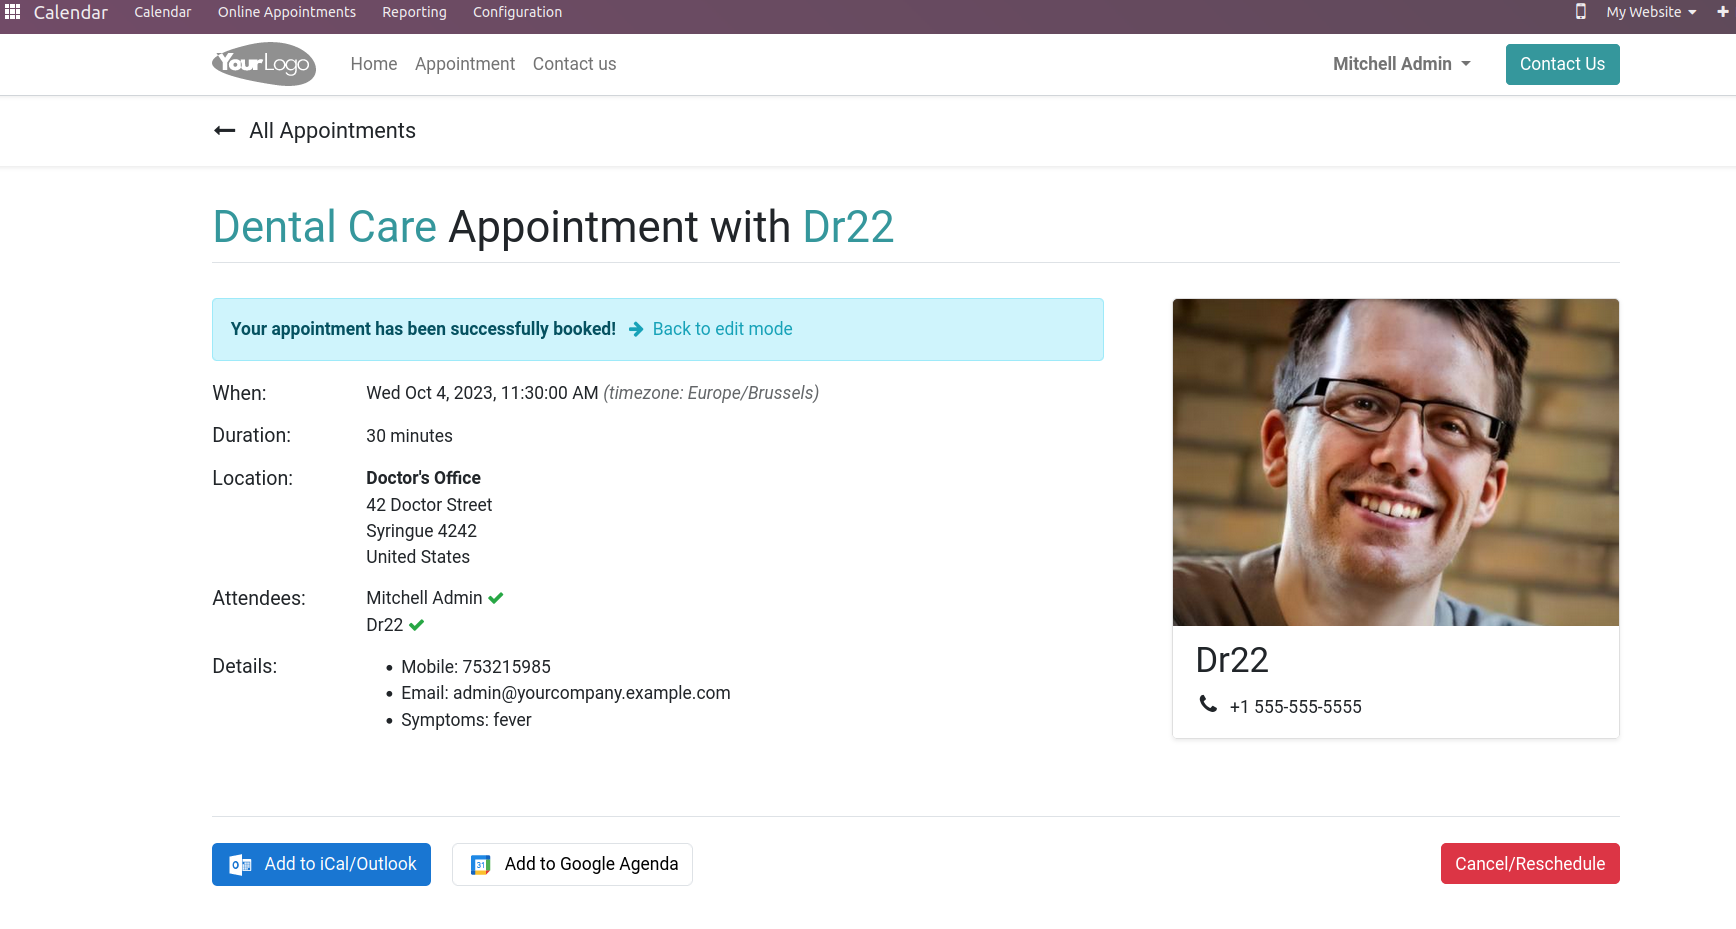 Calendar Calendar Online Appointments Reporting Configuration My Website
YourLogo Home Appointment Contact us Mitchell Admin Contact Us
All Appointments
Dental Care Appointment with Dr22
Your appointment has been successfully booked! Back to edit mode
When: Wed Oct 4, 2023, 11:30:00 AM (timezone: Europe/Brussels)
Duration: 30 minutes
Location: Doctor's Office
42 Doctor Street
Syringue 4242
United States
Attendees: Mitchell Admin
Dr22
Details: • Mobile: 753215985
• Email: admin@yourcompany.example.com
• Symptoms: fever
Dr22
+1 555-555-5555
Add to iCal/Outlook 31 Add to Google Agenda Cancel/Reschedule